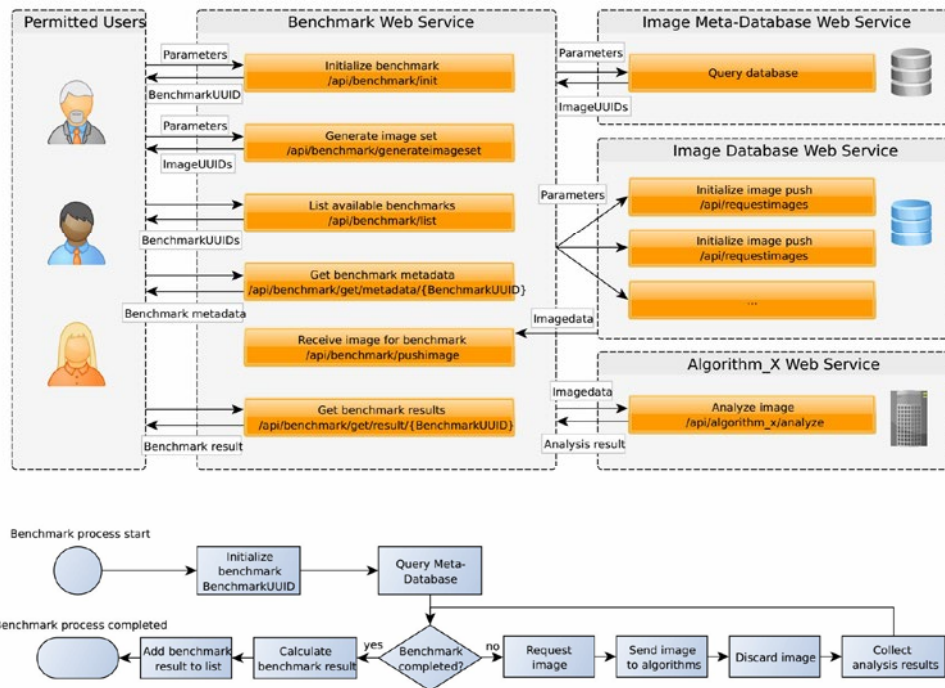 Permitted Users
Benchmark Web Service
Image Meta-Database Web Service
Parameters
Initialize benchmark
/api/benchmark/init
BenchmarkUUID
Parameters
Query database
ImageUUIDs
Parameters
Generate image set
/api/benchmark/generateimageset
ImageUUIDs
Image Database Web Service
List available benchmarks
/api/benchmark/list
BenchmarkUUIDs
Parameters
Initialize image push
/api/requestimages
Initialize image push
/api/requestimages
...
Get benchmark metadata
/api/benchmark/get/metadata/{BenchmarkUUID}
Benchmark metadata
Imagedata
Receive image for benchmark
/api/benchmark/pushimage
Algorithm_X Web Service
Get benchmark results
/api/benchmark/get/result/{BenchmarkUUID}
Benchmark result
Imagedata
Analyze image
/api/algorithm_x/analyze
Analysis result
Benchmark process start
Initialize
benchmark
BenchmarkUUID
Query Meta-
Database
Benchmark process completed
Add benchmark
result to list
Calculate
benchmark result
yes
Benchmark
completed?
no
Request
image
Send image
to algorithms
Discard image
Collect
analysis results